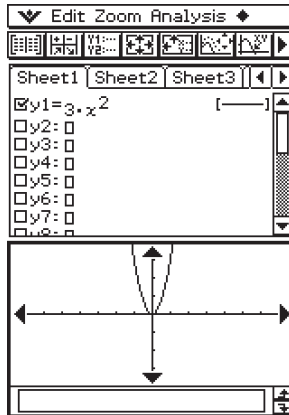 Edit Zoom Analysis
Sheet1 Sheet2 Sheet3
y1=3·x²
y2:
y3:
y4:
y5:
y6:
y7: